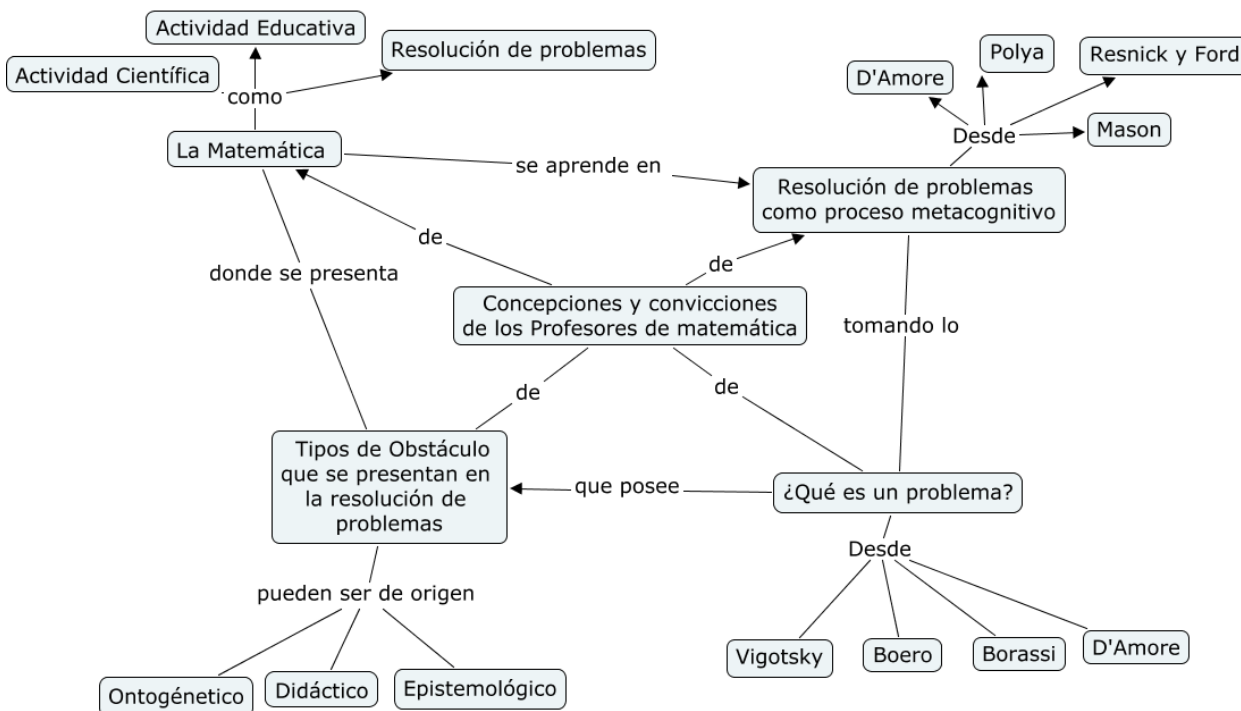 Actividad Educativa
Resolución de problemas
Actividad Científica
como
La Matemática
Polya
Resnick y Ford
D'Amore
Desde
Mason
se aprende en
Resolución de problemas
como proceso metacognitivo
de
donde se presenta
de
Concepciones y convicciones
de los Profesores de matemática
tomando lo
de
de
Tipos de Obstáculo
que se presentan en
la resolución de
problemas
que posee
¿Qué es un problema?
Desde
pueden ser de origen
Vigotsky
Boero
Borassi
D'Amore
Ontogénetico
Didáctico
Epistemológico